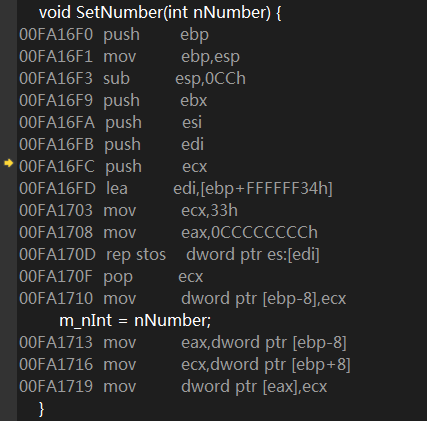 void SetNumber(int nNumber) {
00FA16F0 push ebp
00FA16F1 mov ebp,esp
00FA16F3 sub esp,0CCh
00FA16F9 push ebx
00FA16FA push esi
00FA16FB push edi
00FA16FC push ecx
00FA16FD lea edi,[ebp+FFFFFF34h]
00FA1703 mov ecx,33h
00FA1708 mov eax,0CCCCCCCCh
00FA170D rep stos dword ptr es:[edi]
00FA170F pop ecx
00FA1710 mov dword ptr [ebp-8],ecx
m_nInt = nNumber;
00FA1713 mov eax,dword ptr [ebp-8]
00FA1716 mov ecx,dword ptr [ebp+8]
00FA1719 mov dword ptr [eax],ecx
}